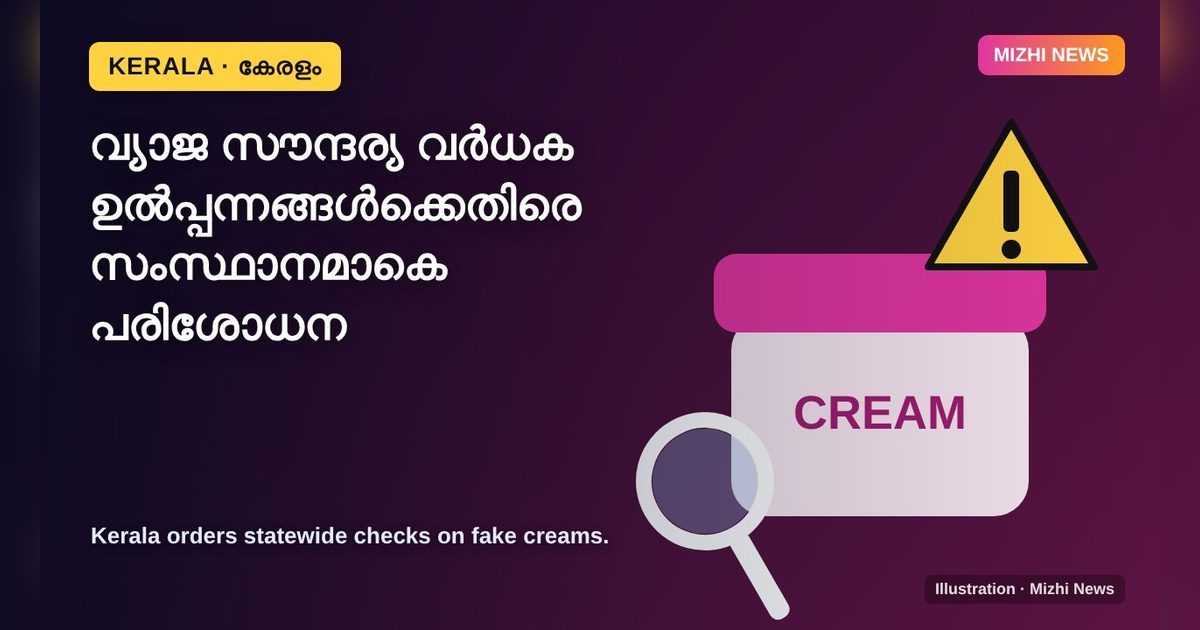 KERALA · കേരളം
MIZHI NEWS
വ്യാജ സൗന്ദര്യ വർധക
ഉൽപ്പന്നങ്ങൾക്കെതിരെ
സംസ്ഥാനമാകെ
പരിശോധന
CREAM
Kerala orders statewide checks on fake creams.
Illustration · Mizhi News